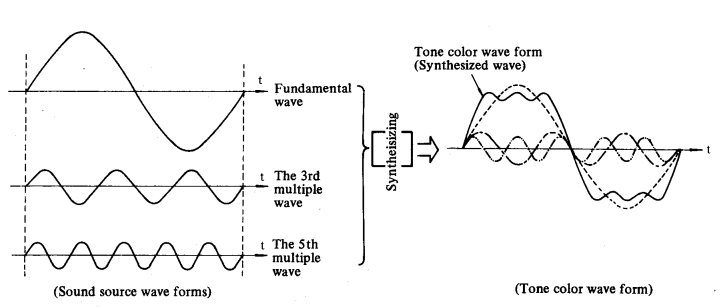 t
Fundamental
wave
t
The 3rd
multiple
wave
t
The 5th
multiple
wave
(Sound source wave forms)
Syntheisizing
Tone color wave form
(Synthesized wave)
t
(Tone color wave form)